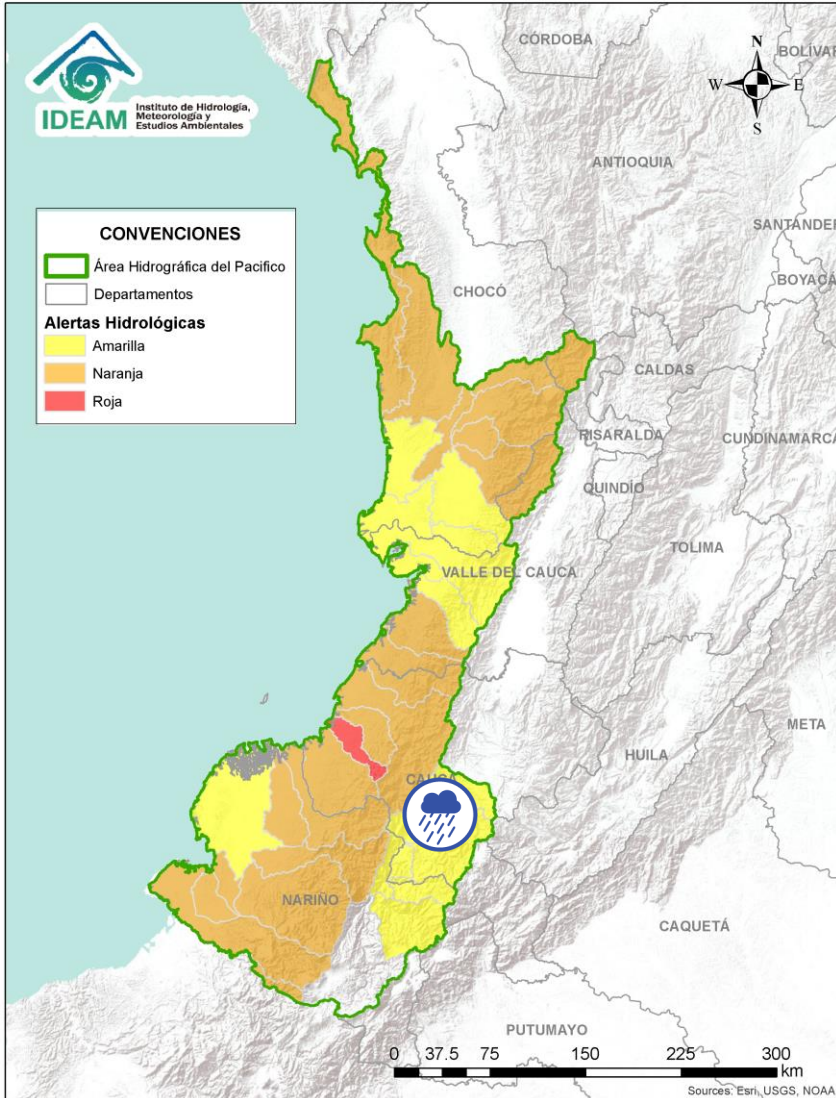 IDEAM
Instituto de Hidrología,
Meteorología y
Estudios Ambientales
CÓRDOBA
BOLÍVAR
N
W
E
S
ANTIOQUIA
SANTANDER
BOYACÁ
CONVENCIONES
Área Hidrográfica del Pacifico
Departamentos
Alertas Hidrológicas
Amarilla
Naranja
Roja
CHOCÓ
CALDAS
RISARALDA
CUNDINAMARCA
QUINDÍO
TOLIMA
VALLE DEL CAUCA
META
HUILA
CAUCA
NARIÑO
CAQUETÁ
PUTUMAYO
0 37.5 75 150 225 300
km
Sources: Esri, USGS, NOAA